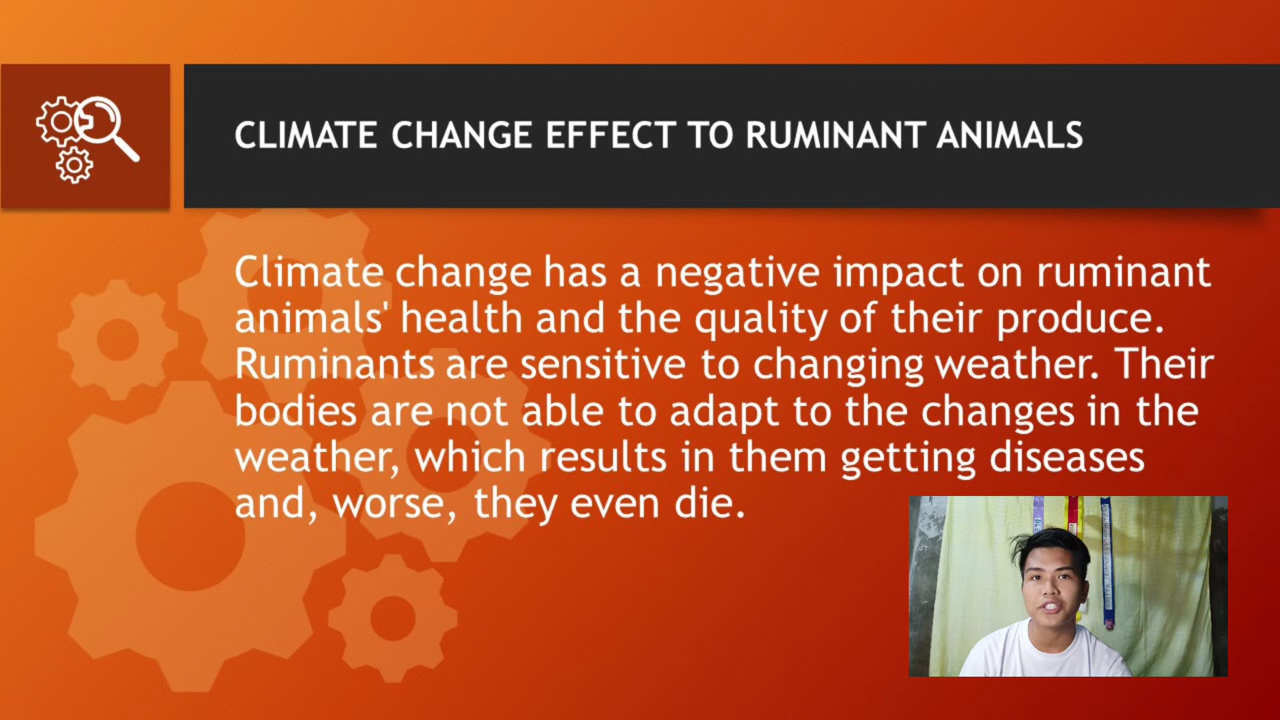 CLIMATE CHANGE EFFECT TO RUMINANT ANIMALS
Climate change has a negative impact on ruminant
animals' health and the quality of their produce.
Ruminants are sensitive to changing weather. Their
bodies are not able to adapt to the changes in the
weather, which results in them getting diseases
and, worse, they even die.